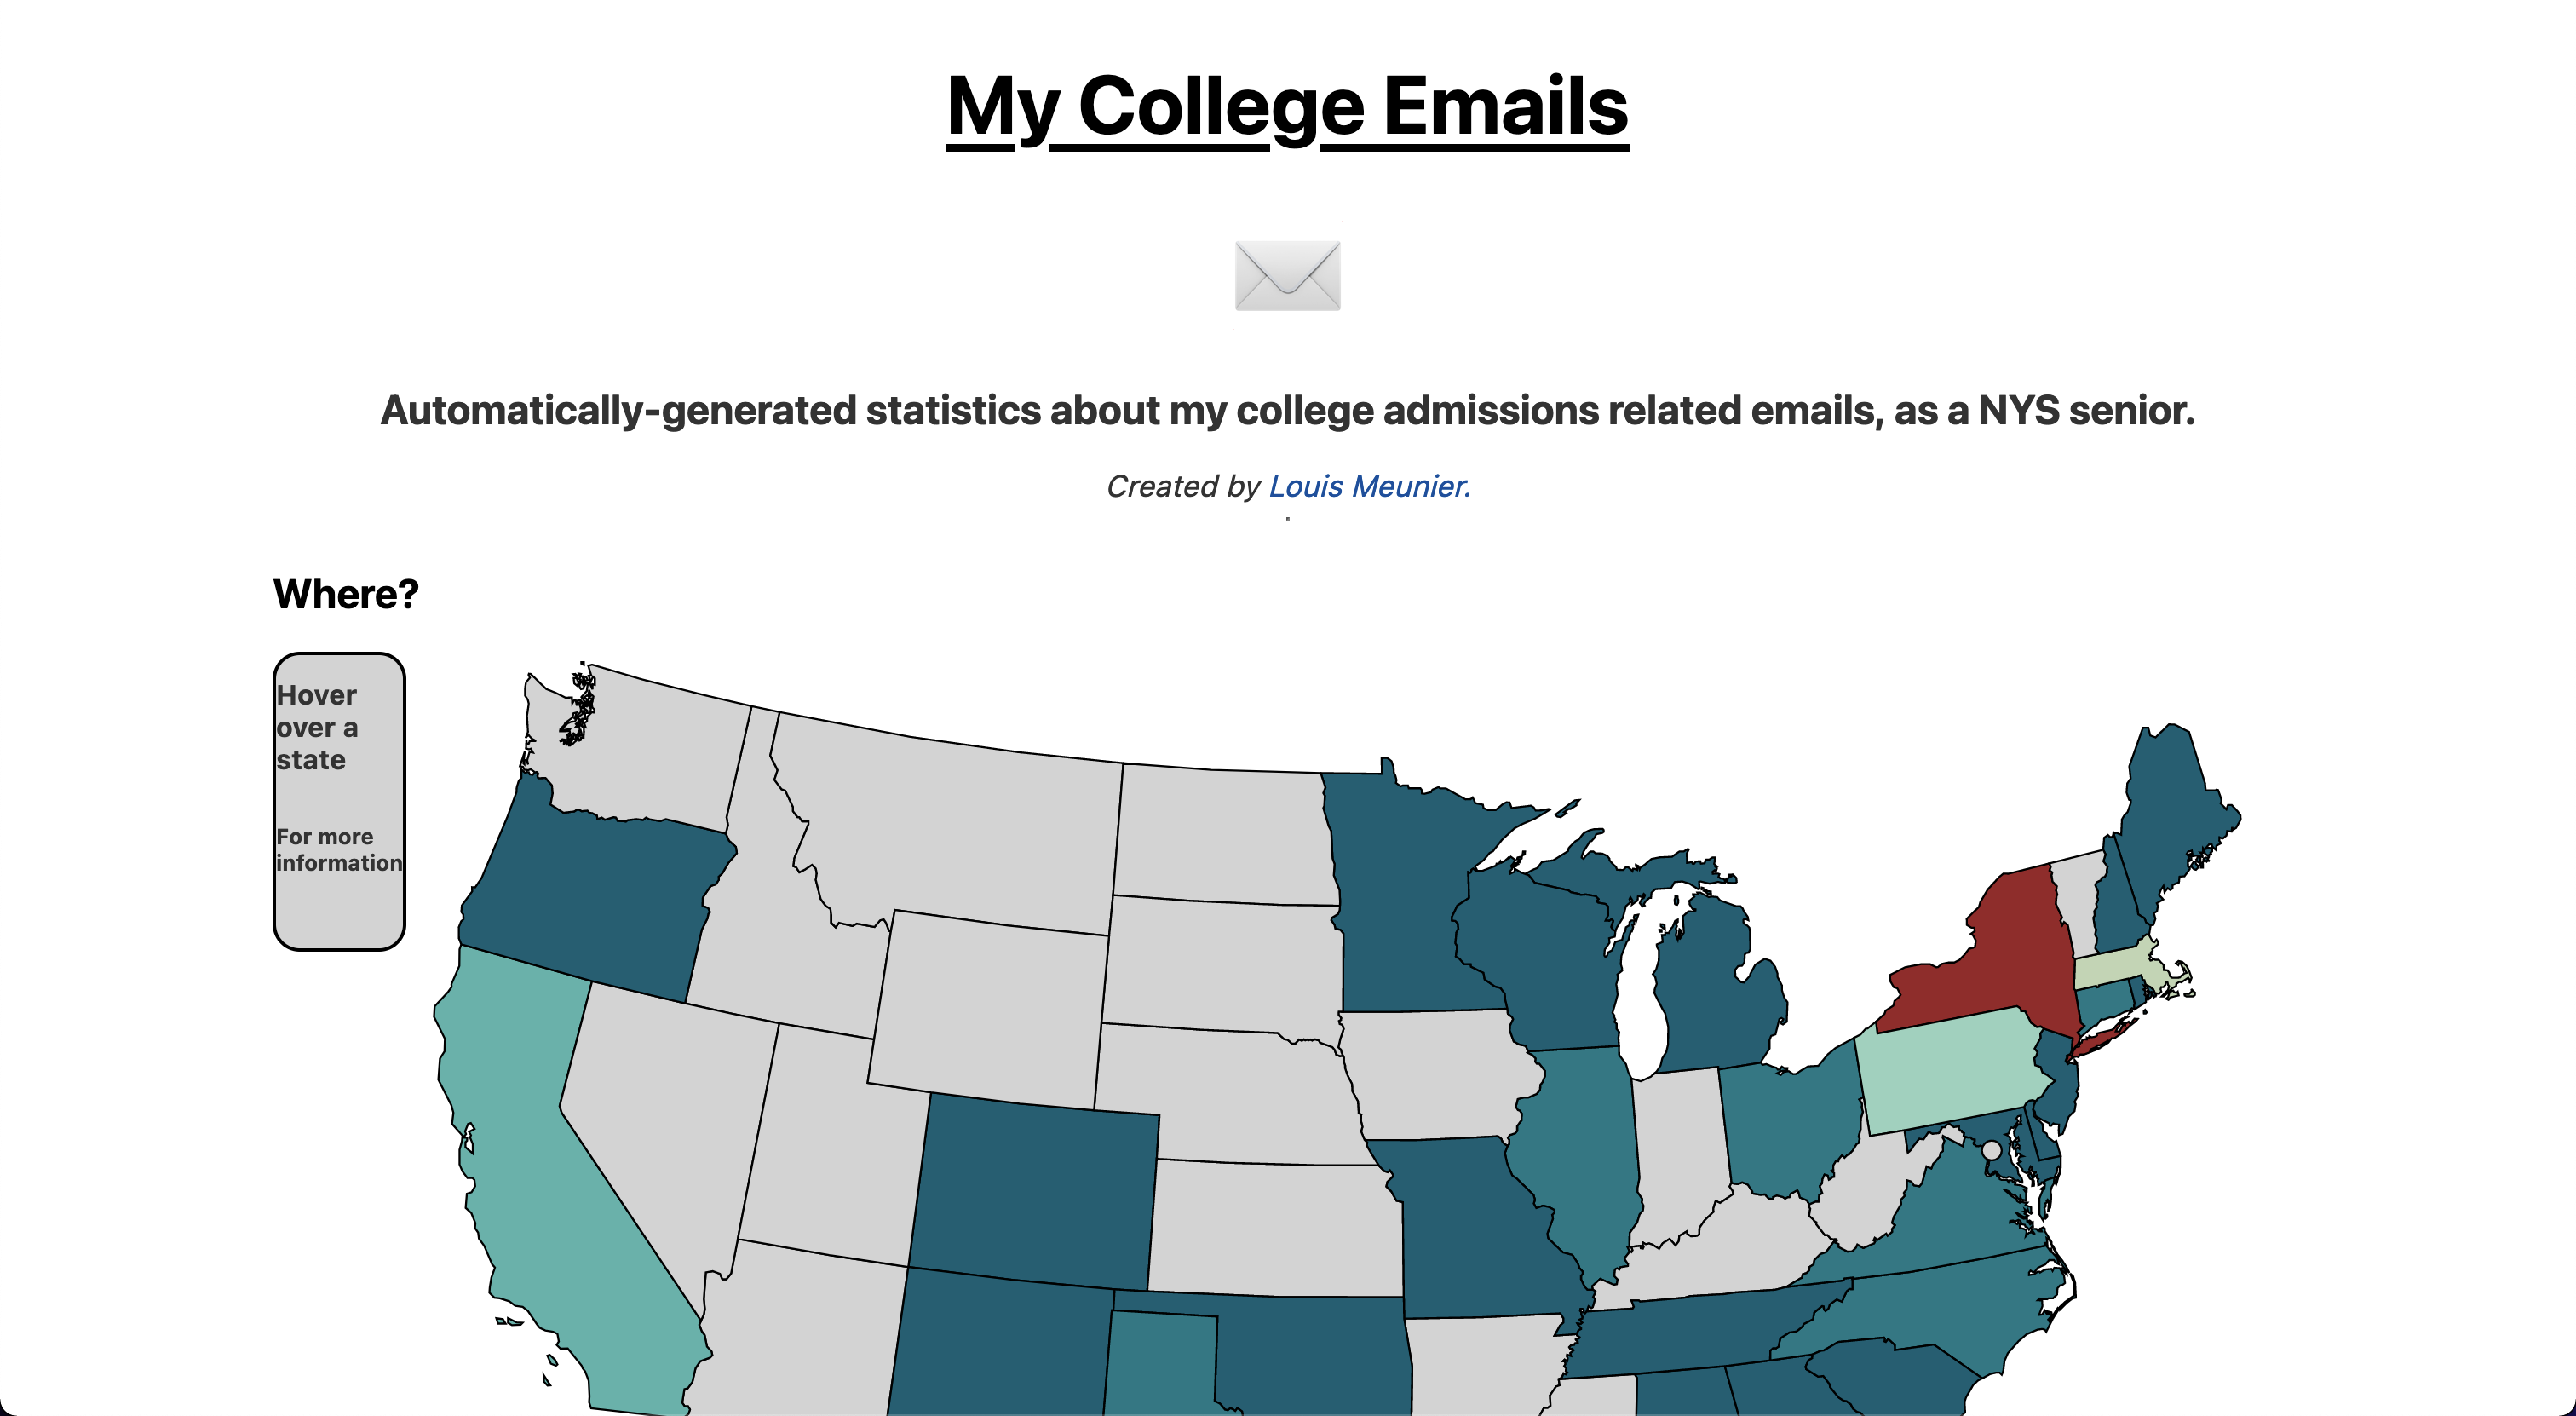 My College Emails
Automatically-generated statistics about my college admissions related emails, as a NYS senior.
Created by Louis Meunier.
.
Where?
Hover
over a
state
For more
information